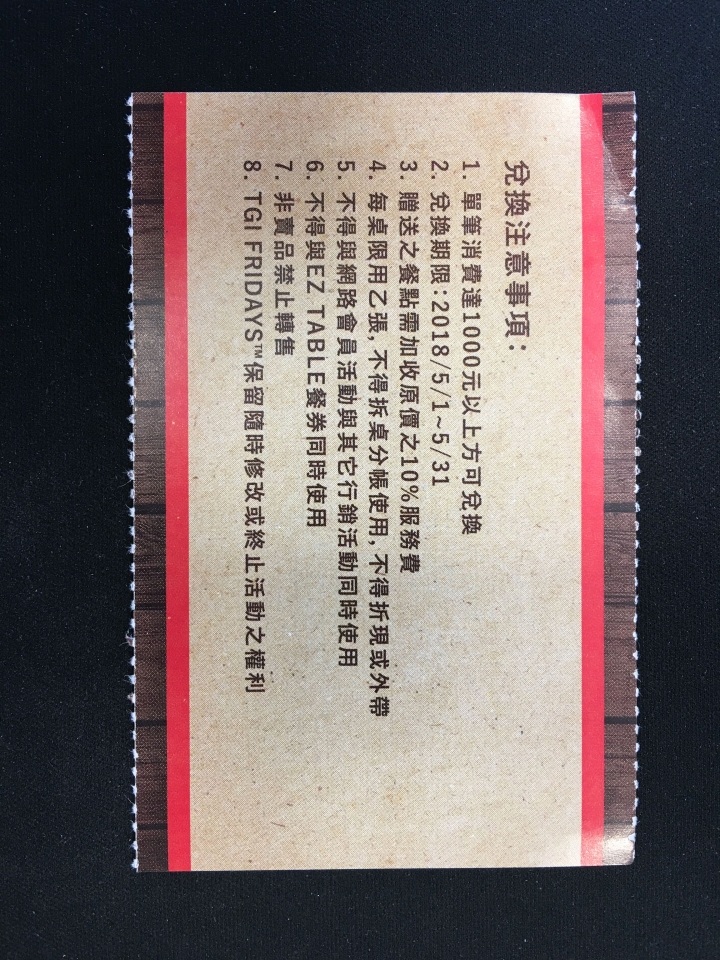 兌換注意事項：
1. 單筆消費達1000元以上方可兌換
2. 兌換期限：2018/5/1~5/31
3. 贈送之餐點需加收原價之10%服務費
4. 每桌限用乙張，不得拆桌分帳使用，不得折現或外帶
5. 不得與網路會員活動與其它行銷活動同時使用
6. 不得與EZ TABLE餐券同時使用
7. 非賣品禁止轉售
8. TGI FRIDAYS™保留隨時修改或終止活動之權利